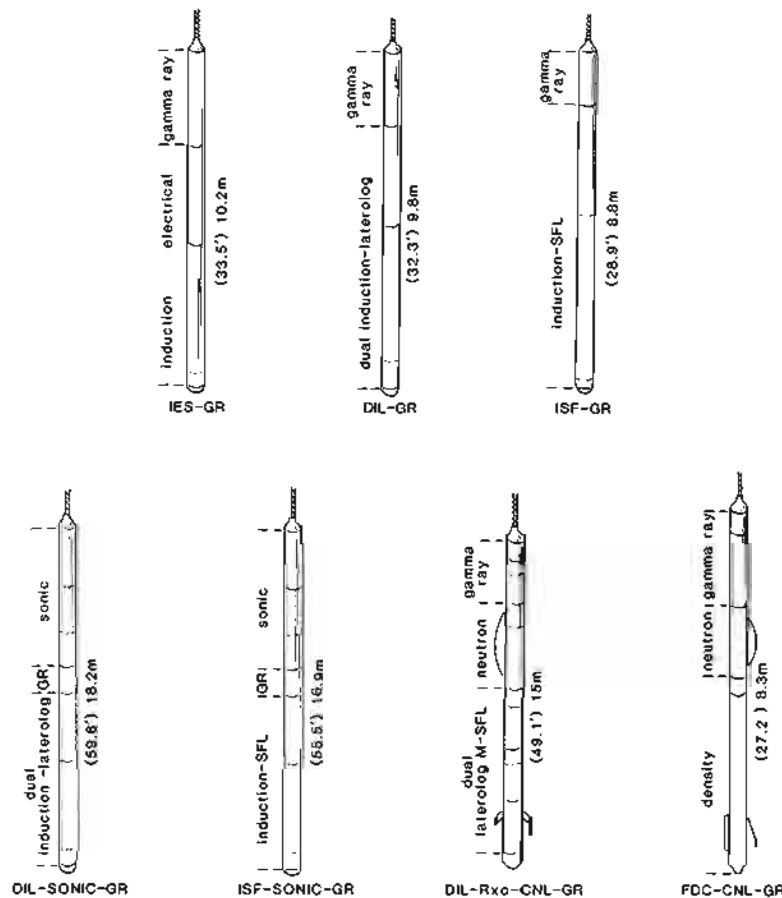 gamma ray
electrical
induction
(33.5') 10.2m
IES-GR
gamma
ray
dual induction-laterolog
(32.3') 9.8m
DIL-GR
gamma
ray
induction-SFL
(28.9') 8.8m
ISF-GR
sonic
GR
dual
induction-laterolog
(59.8') 18.2m
DIL-SONIC-GR
sonic
GR
induction-SFL
(55.5') 16.9m
ISF-SONIC-GR
gamma
ray
neutron
dual
laterolog M-SFL
(49.1') 15m
DIL-Rxo-CNL-GR
gamma ray
neutron
density
(27.2') 8.3m
FDC-CNL-GR